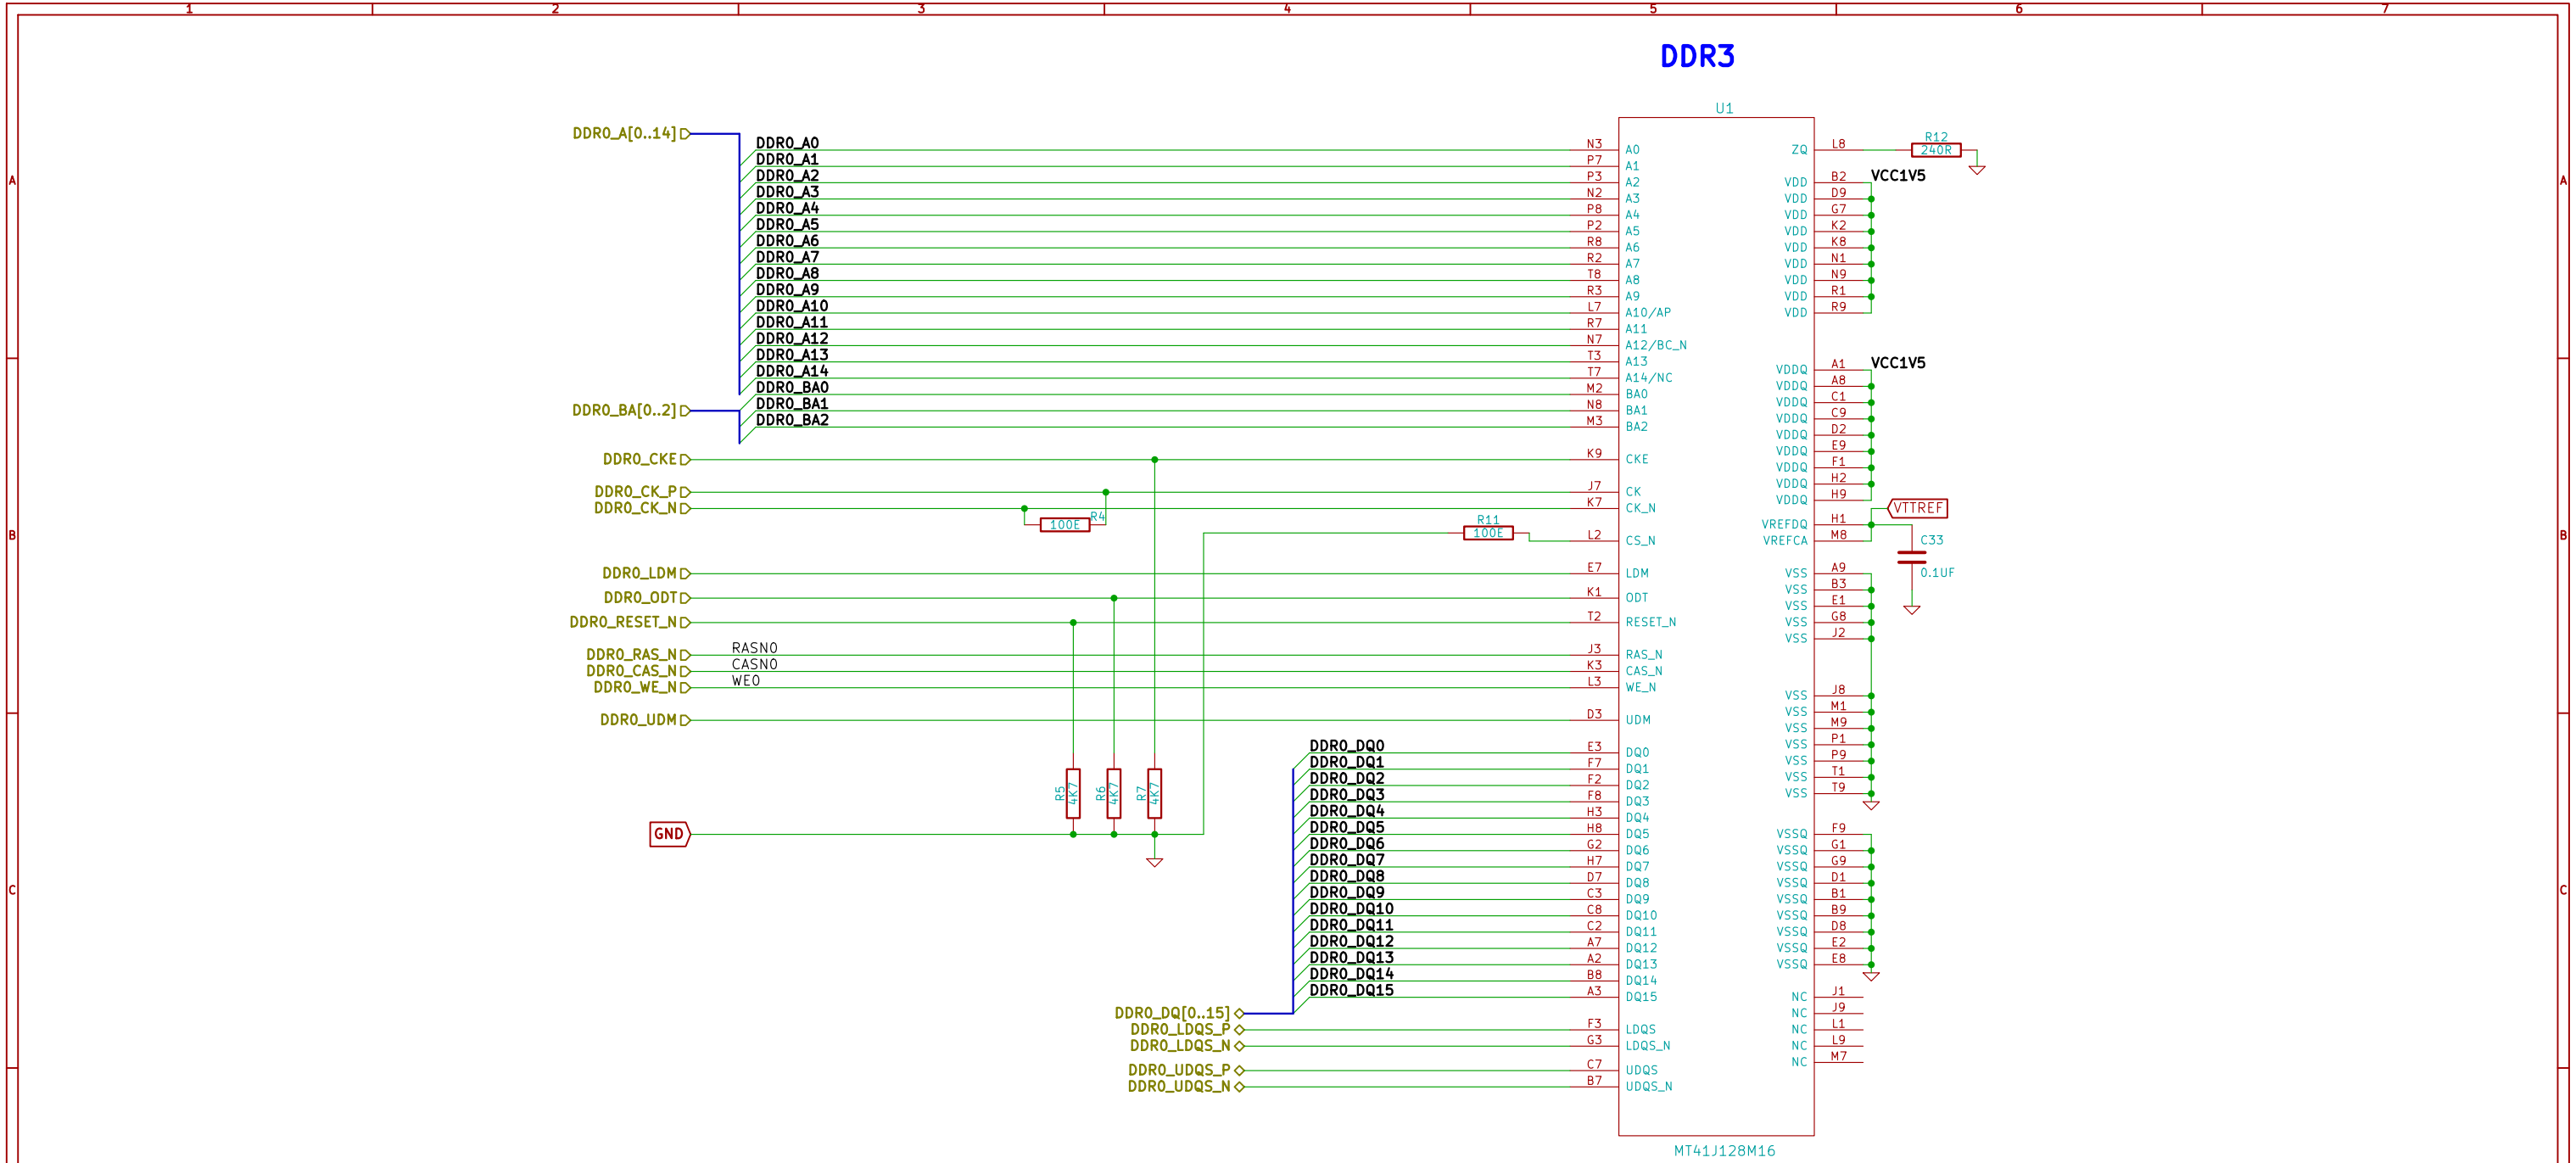 1 2 3 4 5 6 7
DDR3
U1
DDR0_A[0..14]
DDR0_A0 N3 A0 ZQ L8 R12 240R
DDR0_A1 P7 A1
DDR0_A2 P3 A2 VDD B2 VCC1V5
A A
DDR0_A3 N2 A3 VDD D9
DDR0_A4 P8 A4 VDD G7
DDR0_A5 P2 A5 VDD K2
DDR0_A6 R8 A6 VDD K8
DDR0_A7 R2 A7 VDD N1
DDR0_A8 T8 A8 VDD N9
DDR0_A9 R3 A9 VDD R1
DDR0_A10 L7 A10/AP VDD R9
DDR0_A11 R7 A11
DDR0_A12 N7 A12/BC_N
DDR0_A13 T3 A13
DDR0_A14 T7 A14/NC VDDQ A1 VCC1V5
DDR0_BA0 M2 BA0 VDDQ A8
DDR0_BA[0..2]
DDR0_BA1 N8 BA1 VDDQ C1
DDR0_BA2 M3 BA2 VDDQ C9
VDDQ D2
VDDQ E9
DDR0_CKE K9 CKE VDDQ F1
VDDQ H2
DDR0_CK_P J7 CK VDDQ H9
DDR0_CK_N K7 CK_N VTTREF
100E R4 R11 100E VREFDQ H1
B B
L2 CS_N VREFCA M8 C33
0.1UF
DDR0_LDM E7 LDM VSS A9
VSS B3
DDR0_ODT K1 ODT VSS E1
DDR0_RESET_N T2 RESET_N VSS G8
VSS J2
DDR0_RAS_N RASN0 J3 RAS_N
DDR0_CAS_N CASN0 K3 CAS_N
DDR0_WE_N WE0 L3 WE_N VSS J8
VSS M1
DDR0_UDM D3 UDM VSS M9
VSS P1
DDR0_DQ0 E3 DQ0 VSS P9
DDR0_DQ1 F7 DQ1 VSS T1
DDR0_DQ2 F2 DQ2 VSS T9
R5 4K7 R6 4K7 R7 4K7
DDR0_DQ3 F8 DQ3
DDR0_DQ4 H3 DQ4
GND
DDR0_DQ5 H8 DQ5 VSSQ F9
DDR0_DQ6 G2 DQ6 VSSQ G1
DDR0_DQ7 H7 DQ7 VSSQ G9
DDR0_DQ8 D7 DQ8 VSSQ D1
C C
DDR0_DQ9 C3 DQ9 VSSQ B1
DDR0_DQ10 C8 DQ10 VSSQ B9
DDR0_DQ11 C2 DQ11 VSSQ D8
DDR0_DQ12 A7 DQ12 VSSQ E2
DDR0_DQ13 A2 DQ13 VSSQ E8
DDR0_DQ14 B8 DQ14
DDR0_DQ15 A3 DQ15 NC J1
DDR0_DQ[0..15] NC J9
DDR0_LDQS_P F3 LDQS NC L1
DDR0_LDQS_N G3 LDQS_N NC L9
NC M7
DDR0_UDQS_P C7 UDQS
DDR0_UDQS_N B7 UDQS_N
MT41J128M16